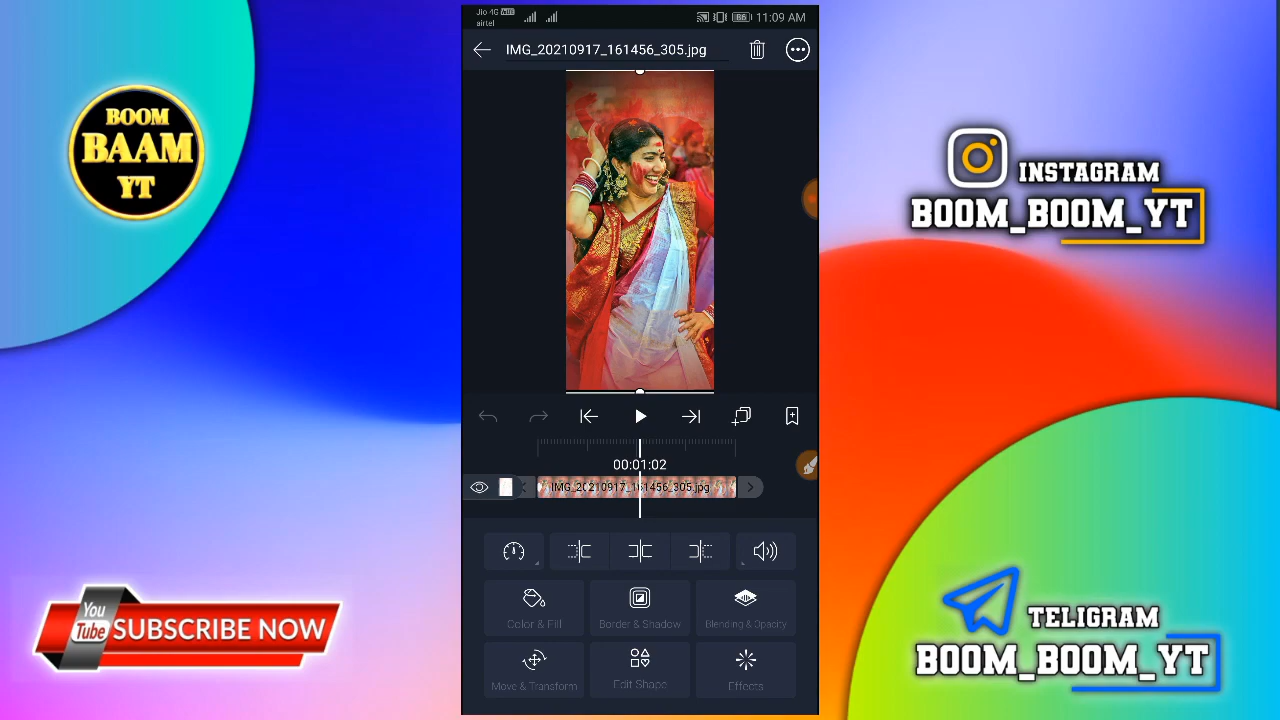 BOOM
BAAM
YT
You
Tube
SUBSCRIBE NOW
Jio 4G
airtel
11:09 AM
IMG_20210917_161456_305.jpg
00:01:02
IMG_20210917_161456_305.jpg
Color & Fill
Border & Shadow
Blending & Opacity
Move & Transform
Edit Shape
Effects
INSTAGRAM
BOOM_BOOM_YT
TELIGRAM
BOOM_BOOM_YT